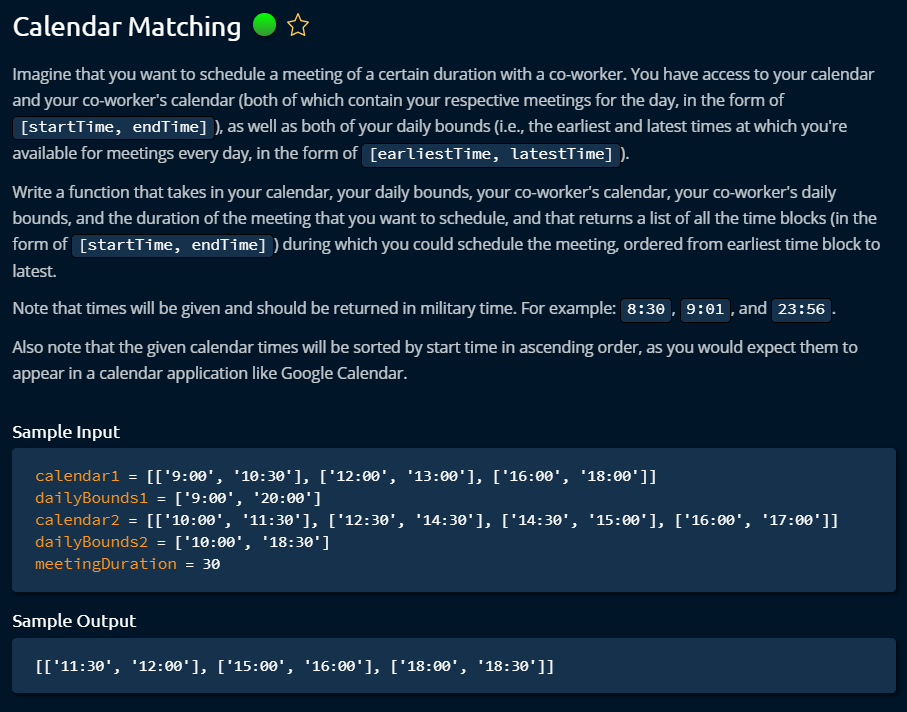 Calendar Matching
Imagine that you want to schedule a meeting of a certain duration with a co-worker. You have access to your calendar
and your co-worker's calendar (both of which contain your respective meetings for the day, in the form of
[startTime, endTime] ), as well as both of your daily bounds (i.e., the earliest and latest times at which you're
available for meetings every day, in the form of [earliestTime, latestTime] ).
Write a function that takes in your calendar, your daily bounds, your co-worker's calendar, your co-worker's daily
bounds, and the duration of the meeting that you want to schedule, and that returns a list of all the time blocks (in the
form of [startTime, endTime] ) during which you could schedule the meeting, ordered from earliest time block to
latest.
Note that times will be given and should be returned in military time. For example: 8:30 , 9:01 , and 23:56 .
Also note that the given calendar times will be sorted by start time in ascending order, as you would expect them to
appear in a calendar application like Google Calendar.
Sample Input
calendar1 = [['9:00', '10:30'], ['12:00', '13:00'], ['16:00', '18:00']]
dailyBounds1 = ['9:00', '20:00']
calendar2 = [['10:00', '11:30'], ['12:30', '14:30'], ['14:30', '15:00'], ['16:00', '17:00']]
dailyBounds2 = ['10:00', '18:30']
meetingDuration = 30
Sample Output
[['11:30', '12:00'], ['15:00', '16:00'], ['18:00', '18:30']]